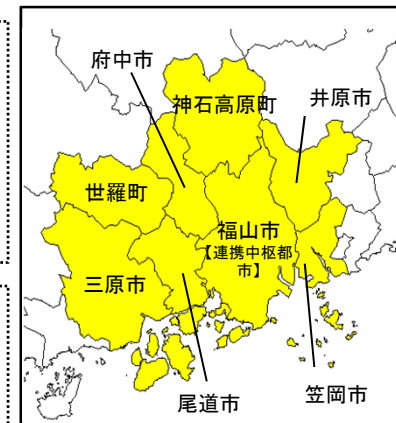 府中市
神石高原町
井原市
世羅町
福山市
【連携中枢都
市】
三原市
尾道市
笠岡市